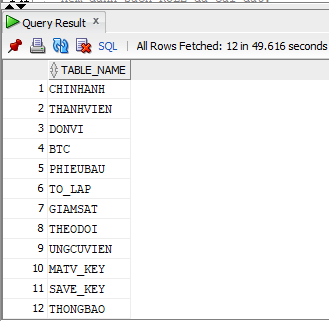 Query Result
SQL | All Rows Fetched: 12 in 49.616 seconds
TABLE_NAME
1 CHINHANH
2 THANHVIEN
3 DONVI
4 BTC
5 PHIEUBAU
6 TO_LAP
7 GIAMSAT
8 THEODOI
9 UNGCUVIEN
10 MATV_KEY
11 SAVE_KEY
12 THONGBAO